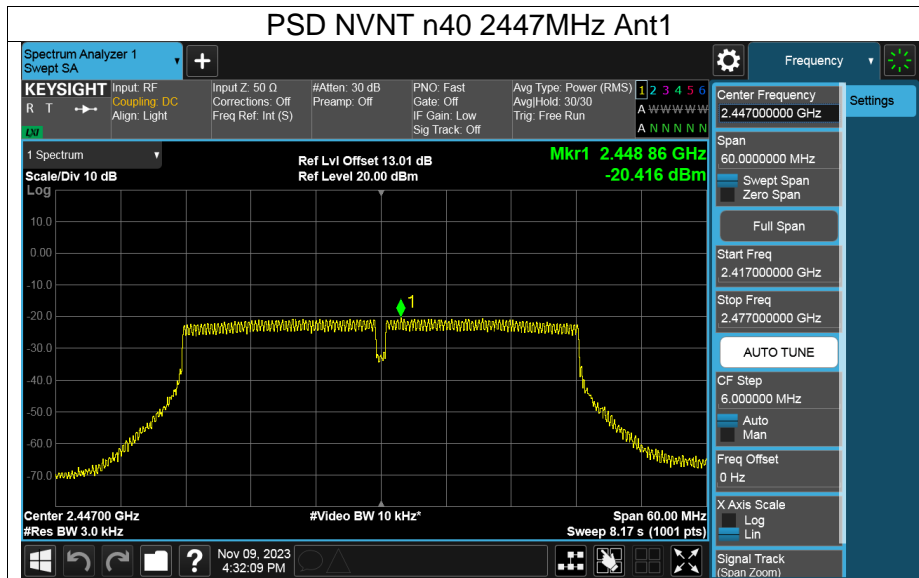 PSD NVNT n40 2447MHz Ant1
Spectrum Analyzer 1
Swept SA
+
Frequency
KEYSIGHT
R T
LXI
Input: RF
Coupling: DC
Align: Light
Input Z: 50 Ω
Corrections: Off
Freq Ref: Int (S)
#Atten: 30 dB
Preamp: Off
PNO: Fast
Gate: Off
IF Gain: Low
Sig Track: Off
Avg Type: Power (RMS)
Avg|Hold: 30/30
Trig: Free Run
1 2 3 4 5 6
A W W W W W
A N N N N N
1 Spectrum
Scale/Div 10 dB
Log
Ref Lvl Offset 13.01 dB
Ref Level 20.00 dBm
Mkr1 2.448 86 GHz
-20.416 dBm
10.0
0.00
-10.0
-20.0
-30.0
-40.0
-50.0
-60.0
-70.0
1
Center 2.44700 GHz
#Res BW 3.0 kHz
#Video BW 10 kHz*
Span 60.00 MHz
Sweep 8.17 s (1001 pts)
Center Frequency
2.447000000 GHz
Settings
Span
60.0000000 MHz
Swept Span
Zero Span
Full Span
Start Freq
2.417000000 GHz
Stop Freq
2.477000000 GHz
AUTO TUNE
CF Step
6.000000 MHz
Auto
Man
Freq Offset
0 Hz
X Axis Scale
Log
Lin
Signal Track
(Span Zoom)
?
Nov 09, 2023
4:32:09 PM